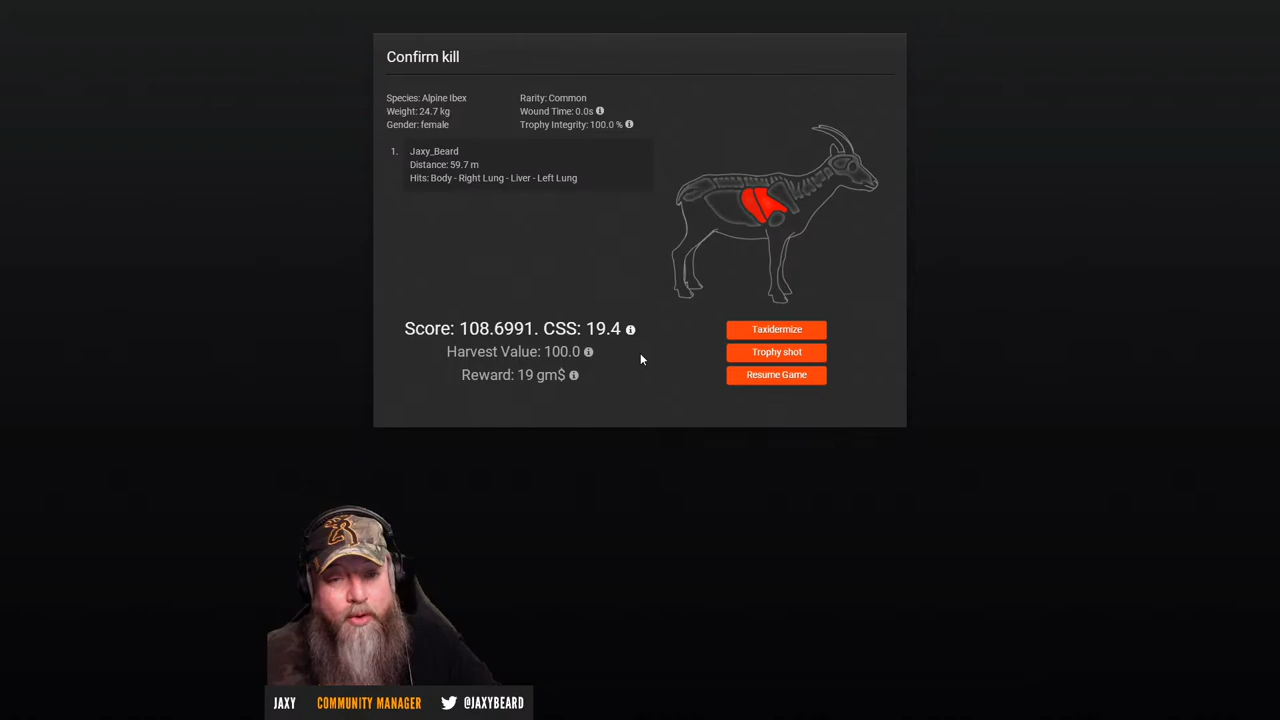 Confirm kill
Species: Alpine Ibex
Weight: 24.7 kg
Gender: female
Rarity: Common
Wound Time: 0.0s
Trophy Integrity: 100.0 %
1. Jaxy_Beard
Distance: 59.7 m
Hits: Body - Right Lung - Liver - Left Lung
Score: 108.6991. CSS: 19.4
Harvest Value: 100.0
Reward: 19 gm$
Taxidermize
Trophy shot
Resume Game
JAXY COMMUNITY MANAGER @JAXYBEARD